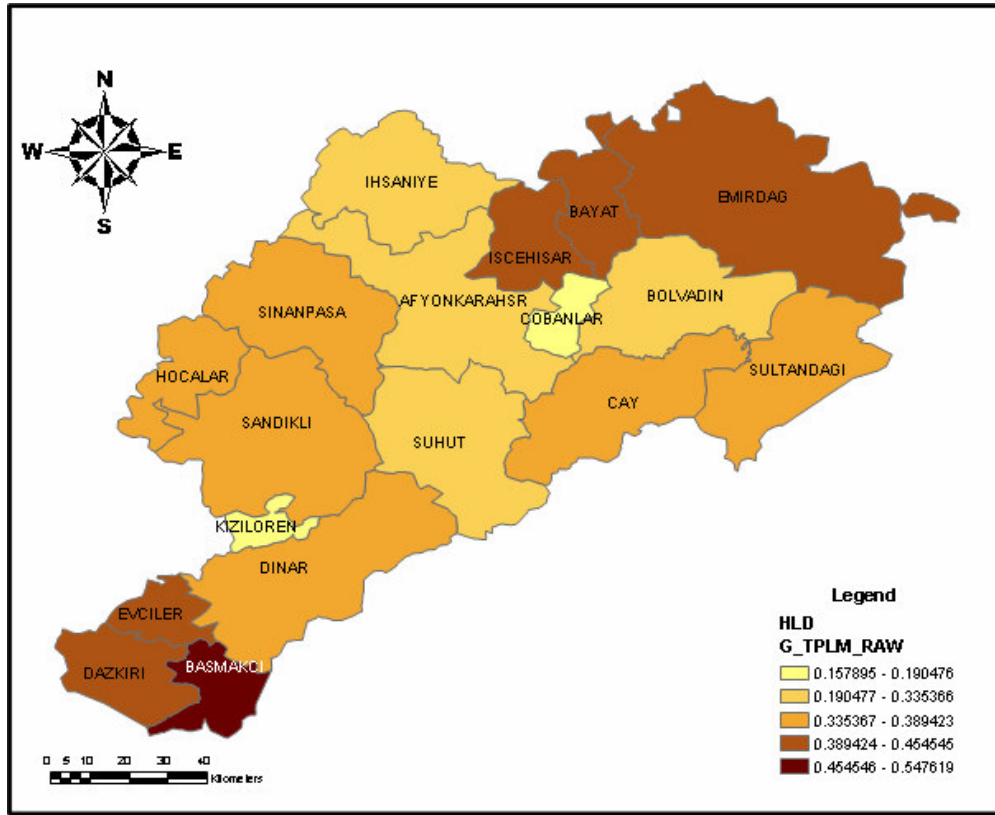 N
W E
S
IHSANIYE
EMIRDAG
BAYAT
ISCEHISAR
BOLVADIN
AFYONKARAHSR
SINANPASA
COBANLAR
SULTANDAGI
HOCALAR
CAY
SANDIKLI
SUHUT
KIZILOREN
DINAR
EVCILER
BASMAKCI
DAZKIRI
Legend
HLD
G_TPLM_RAW
0.157895 - 0.190476
0.190477 - 0.335366
0.335367 - 0.389423
0.389424 - 0.454545
0.454546 - 0.547619
0 5 10 20 30 40
Kilometers